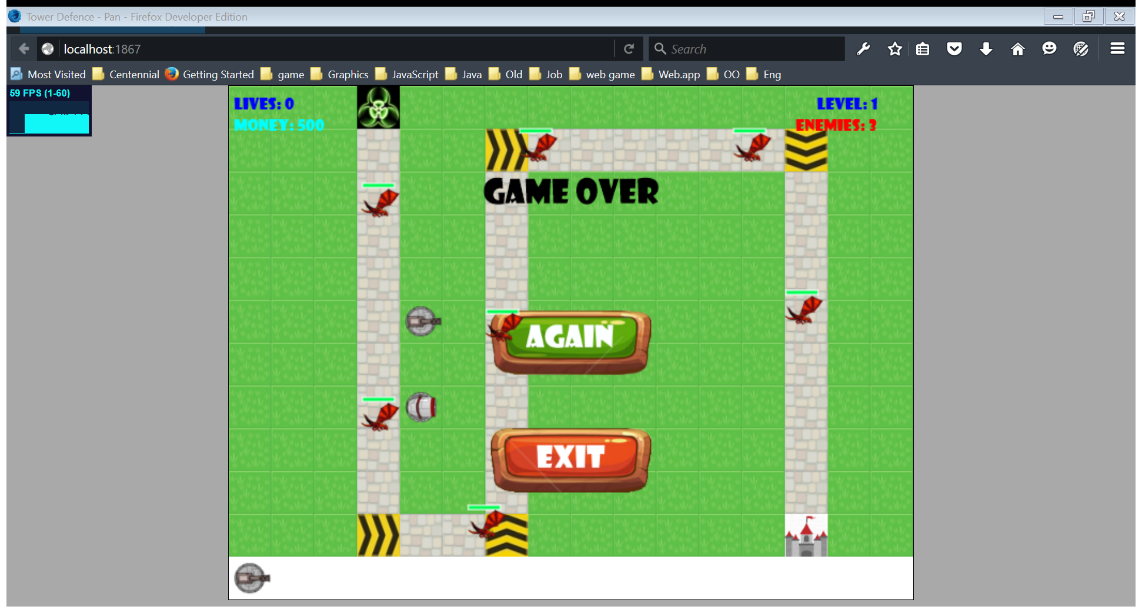 Tower Defence - Pan - Firefox Developer Edition
localhost:1867
Search
Most Visited Centennial Getting Started game Graphics JavaScript Java Old Job web game Web.app OO Eng
59 FPS (1-60)
LIVES: 0
LEVEL: 1
MONEY: 500
ENEMIES: 3
GAME OVER
AGAIN
EXIT